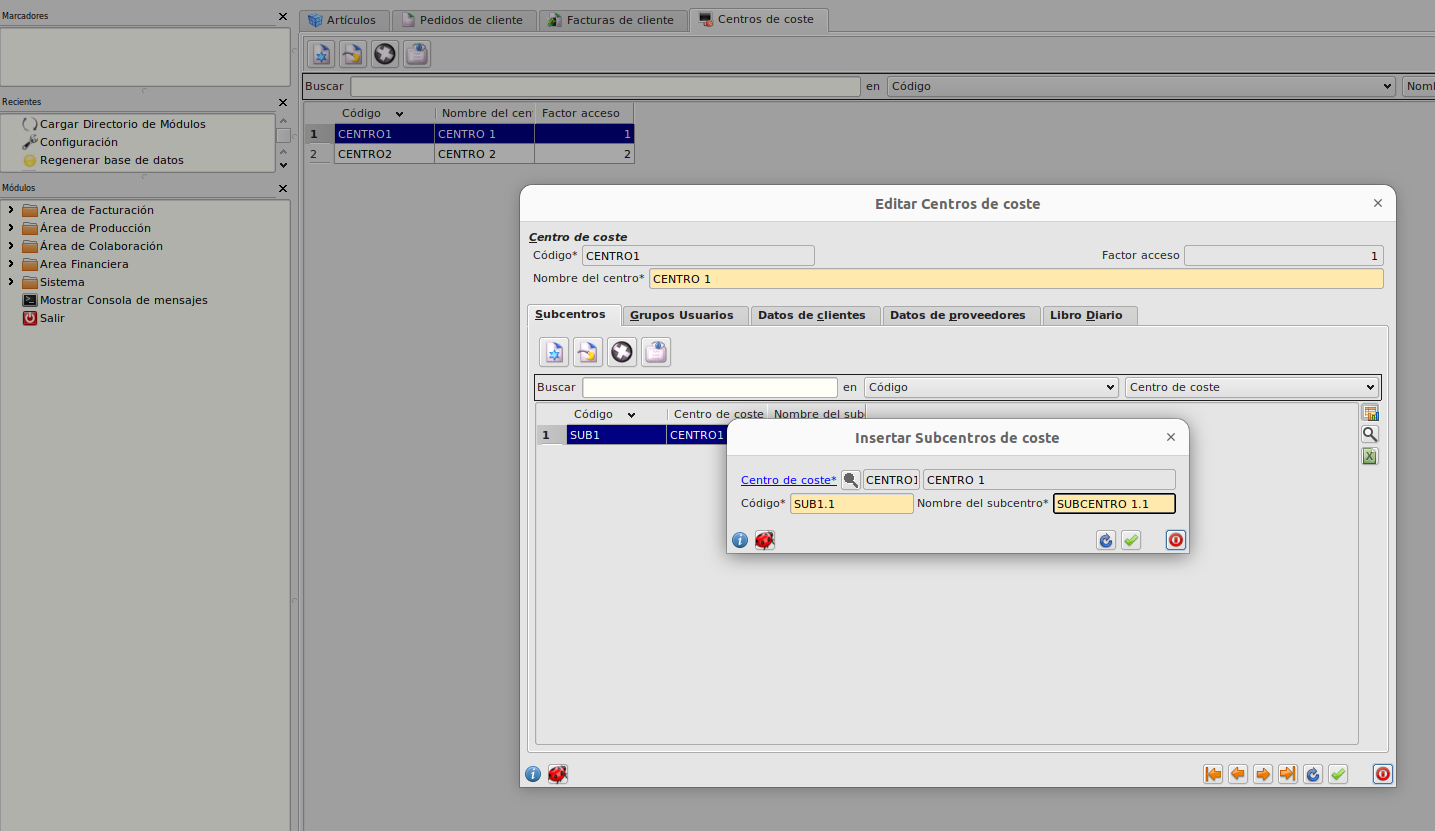 Marcadores
Artículos
Pedidos de cliente
Facturas de cliente
Centros de coste
Buscar
en
Código
Nom
Recientes
Cargar Directorio de Módulos
Configuración
Regenerar base de datos
Código
Nombre del cen
Factor acceso
1 CENTRO1 CENTRO 1 1
2 CENTRO2 CENTRO 2 2
Módulos
Area de Facturación
Área de Producción
Área de Colaboración
Area Financiera
Sistema
Mostrar Consola de mensajes
Salir
Editar Centros de coste
Centro de coste
Código* CENTRO1
Factor acceso 1
Nombre del centro* CENTRO 1
Subcentros
Grupos Usuarios
Datos de clientes
Datos de proveedores
Libro Diario
Buscar
en
Código
Centro de coste
Código
Centro de coste
Nombre del sub
1 SUB1 CENTRO1
Insertar Subcentros de coste
Centro de coste* CENTRO1 CENTRO 1
Código* SUB1.1 Nombre del subcentro* SUBCENTRO 1.1